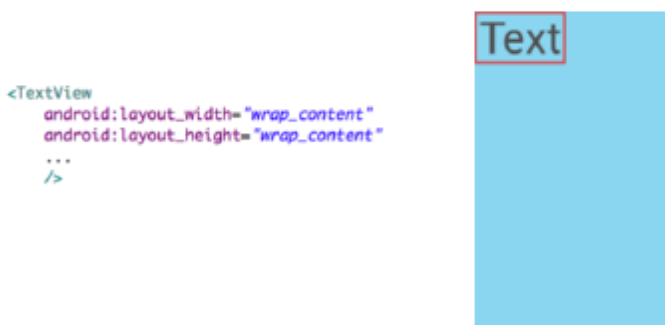 <TextView
android:layout_width="wrap_content"
android:layout_height="wrap_content"
...
/>
Text